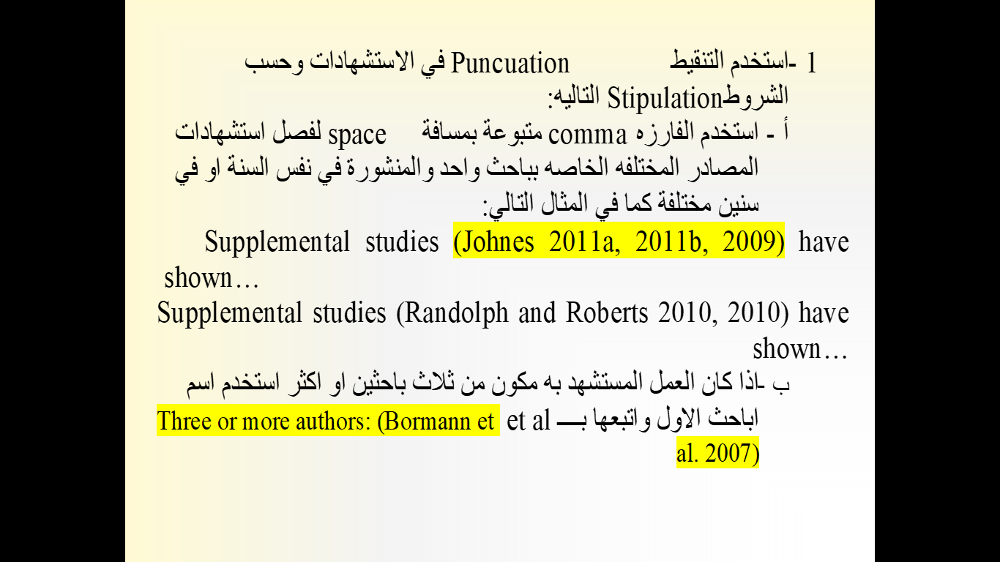 1 -استخدم التنقيط Puncuation في الاستشهادات وحسب
الشروطStipulation التاليه:
أ - استخدم الفارزه comma متبوعة بمسافة space لفصل استشهادات
المصادر المختلفه الخاصه بباحث واحد والمنشورة في نفس السنة او في
سنين مختلفة كما في المثال التالي:
Supplemental studies (Johnes 2011a, 2011b, 2009) have
shown…
Supplemental studies (Randolph and Roberts 2010, 2010) have
shown…
ب -اذا كان العمل المستشهد به مكون من ثلاث باحثين او اكثر استخدم اسم
اباحث الاول واتبعها بـــ et al Three or more authors: (Bormann et
al. 2007)